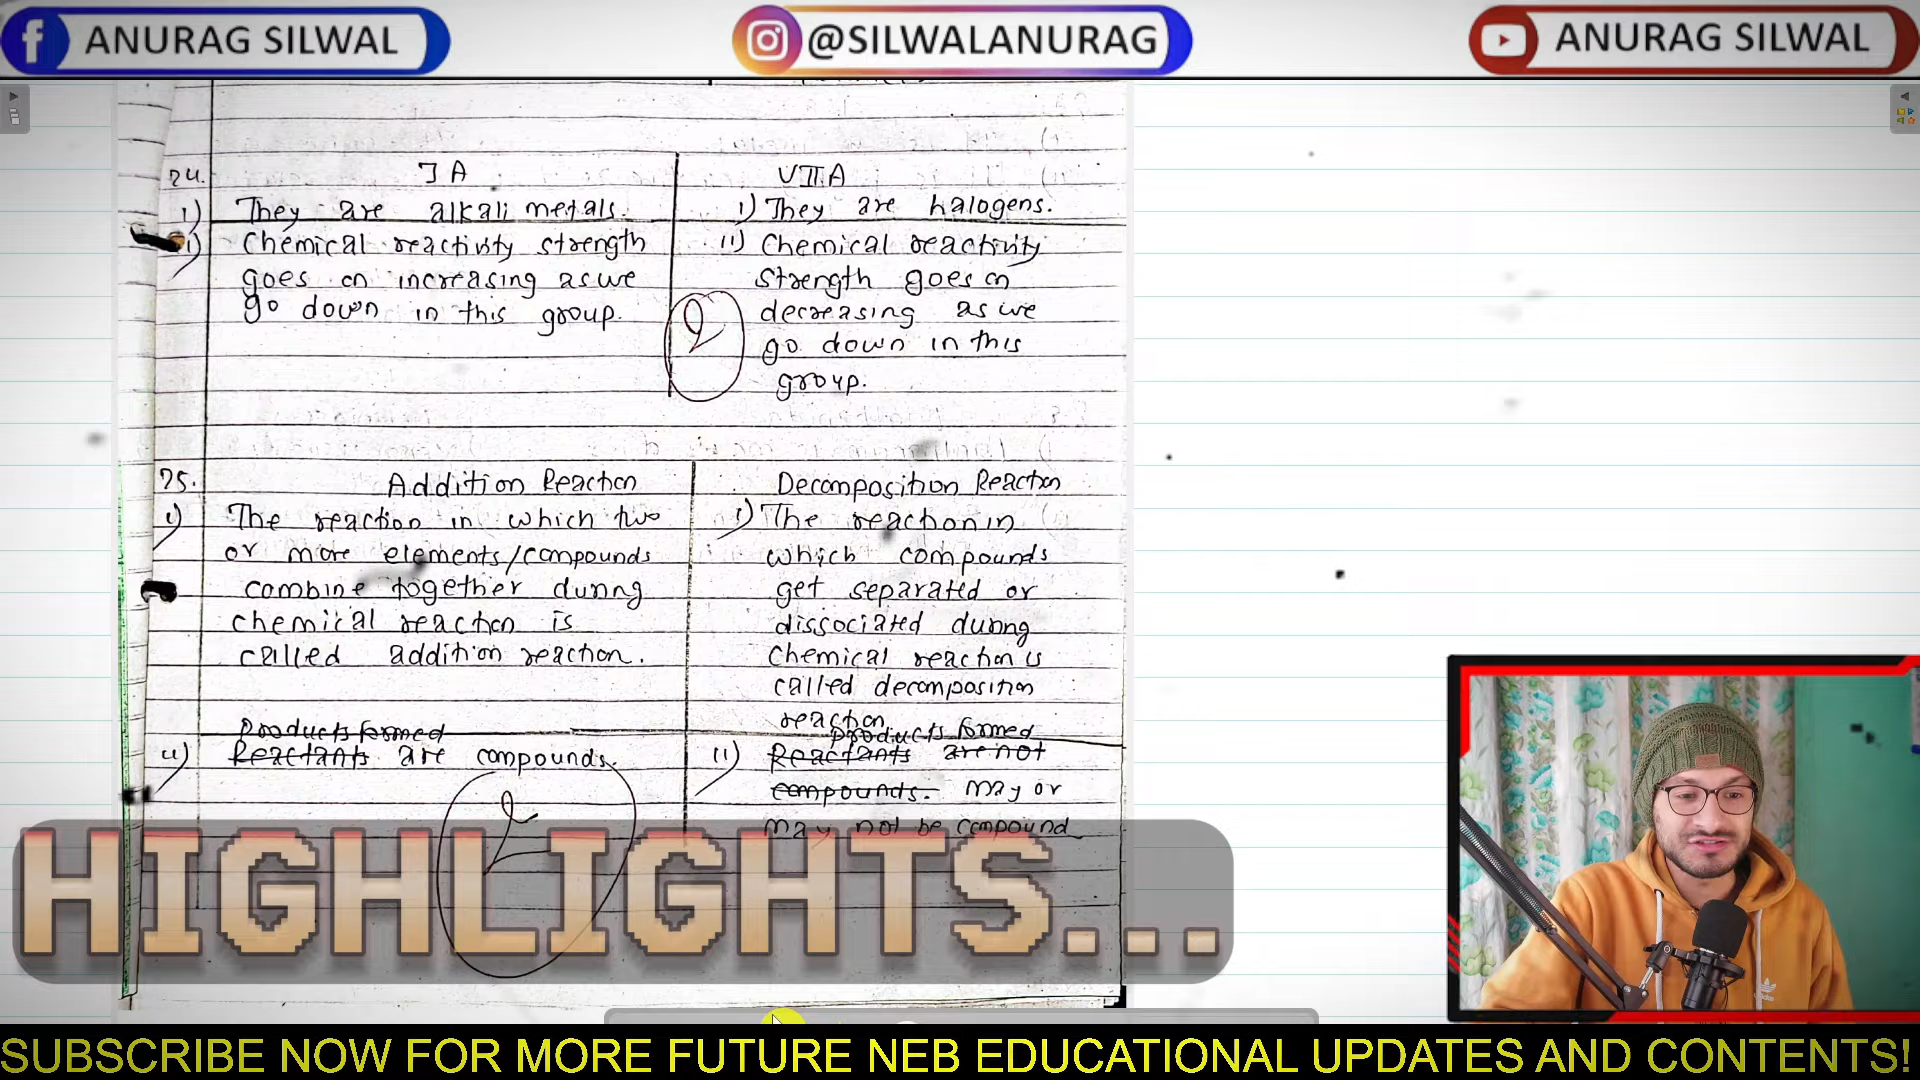 ANURAG SILWAL
@SILWALANURAG
ANURAG SILWAL
24.
I A
i) They are alkali metals.
ii) Chemical reactivity strength
goes on increasing as we
go down in this group.
VII A
i) They are halogens.
ii) Chemical reactivity
strength goes on
decreasing as we
go down in this
group.
2
25.
Addition Reaction
i) The reaction in which two
or more elements/compounds
combine together during
chemical reaction is
called addition reaction.
Products formed
ii) Reactants are compounds.
2
Decomposition Reaction
i) The reaction in
which compounds
get separated or
dissociated during
chemical reaction is
called decomposition
reaction
products formed
ii) Reactants are not
compounds. may or
may not be compound
HIGHLIGHTS...
SUBSCRIBE NOW FOR MORE FUTURE NEB EDUCATIONAL UPDATES AND CONTENTS!